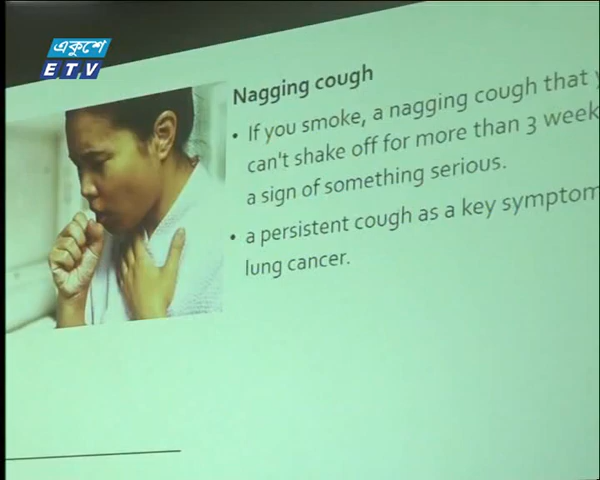 একুশে
ETV
Nagging cough
• If you smoke, a nagging cough that
can't shake off for more than 3 week
a sign of something serious.
• a persistent cough as a key symptom
lung cancer.